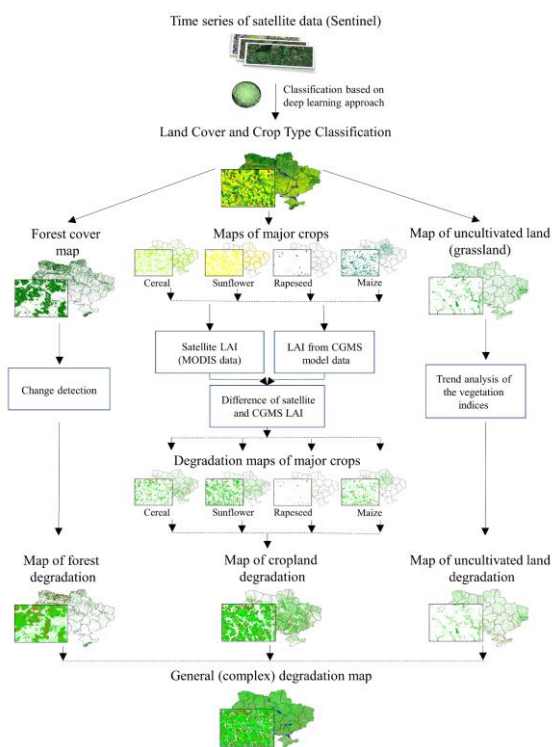 Time series of satellite data (Sentinel)
Classification based on
deep learning approach
Land Cover and Crop Type Classification
Forest cover
map
Maps of major crops
Map of uncultivated land
(grassland)
Cereal
Sunflower
Rapeseed
Maize
Satellite LAI
(MODIS data)
LAI from CGMS
model data
Change detection
Difference of satellite
and CGMS LAI
Trend analysis of
the vegetation
indices
Degradation maps of major crops
Cereal
Sunflower
Rapeseed
Maize
Map of forest
degradation
Map of cropland
degradation
Map of uncultivated land
degradation
General (complex) degradation map